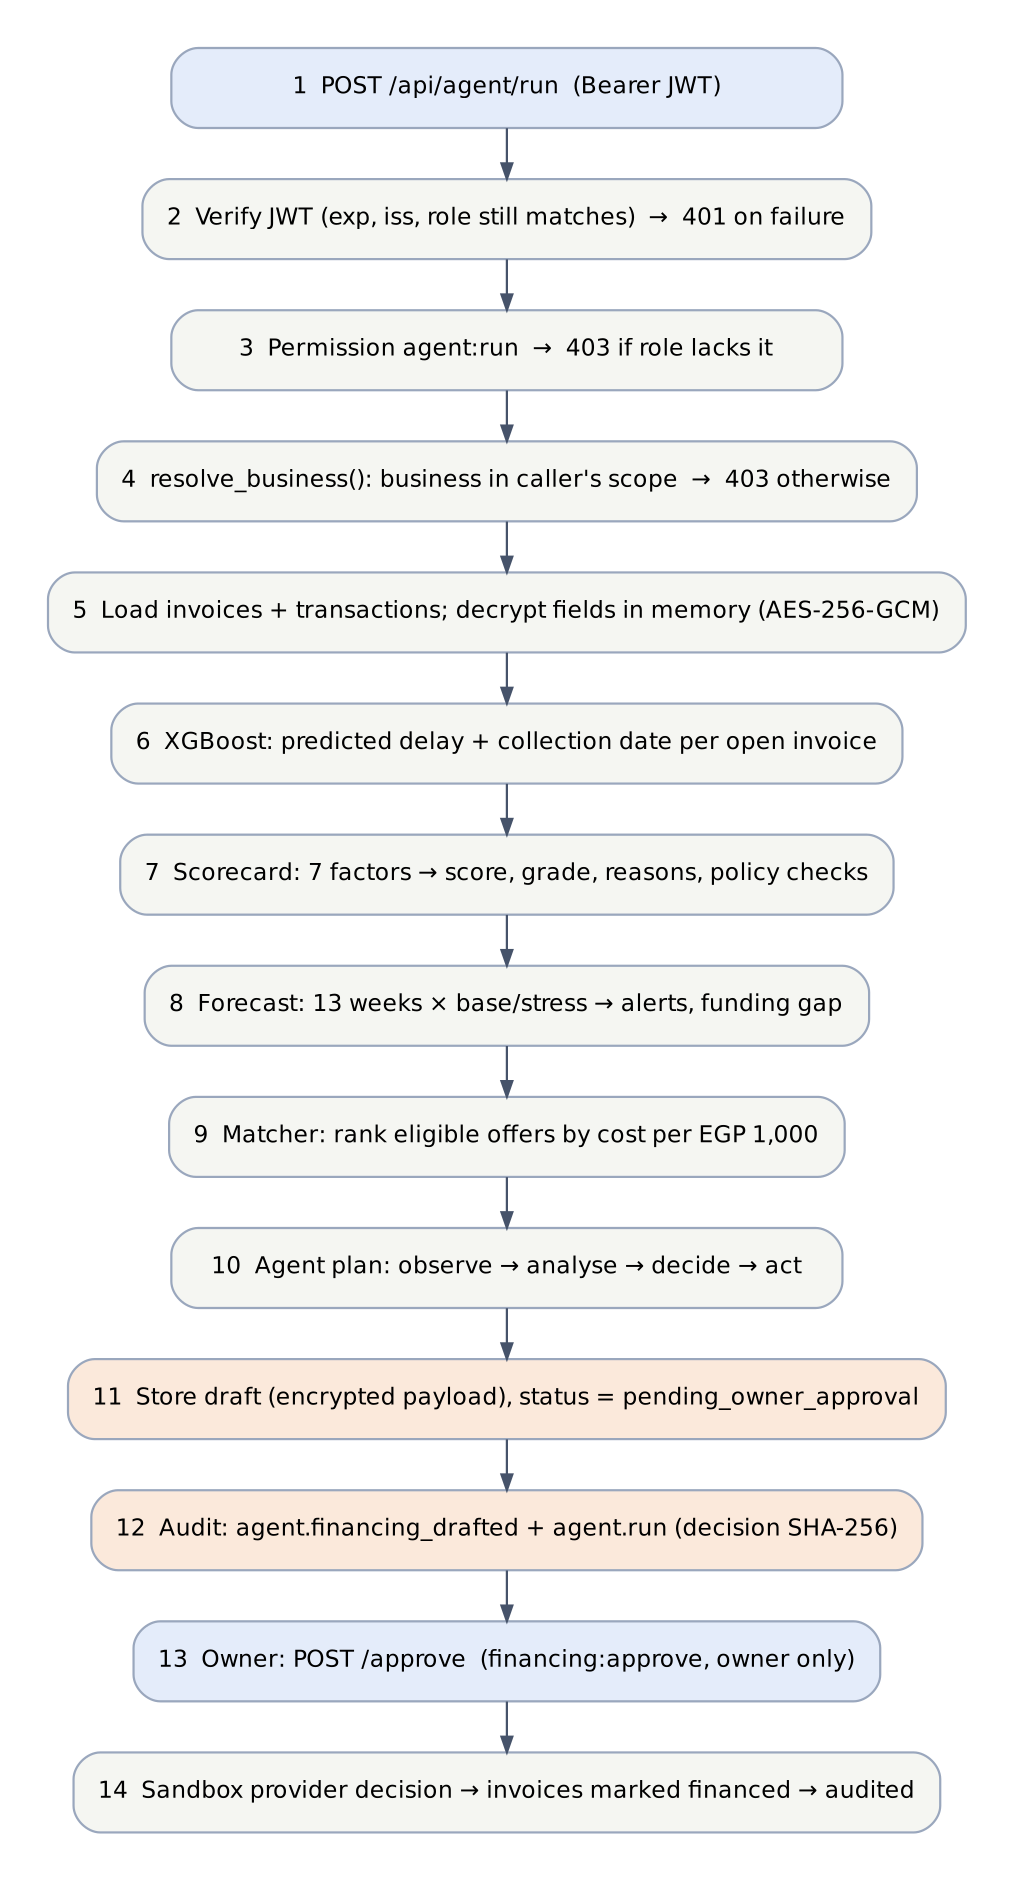 1 POST /api/agent/run (Bearer JWT)
2 Verify JWT (exp, iss, role still matches) → 401 on failure
3 Permission agent:run → 403 if role lacks it
4 resolve_business(): business in caller's scope → 403 otherwise
5 Load invoices + transactions; decrypt fields in memory (AES-256-GCM)
6 XGBoost: predicted delay + collection date per open invoice
7 Scorecard: 7 factors → score, grade, reasons, policy checks
8 Forecast: 13 weeks × base/stress → alerts, funding gap
9 Matcher: rank eligible offers by cost per EGP 1,000
10 Agent plan: observe → analyse → decide → act
11 Store draft (encrypted payload), status = pending_owner_approval
12 Audit: agent.financing_drafted + agent.run (decision SHA-256)
13 Owner: POST /approve (financing:approve, owner only)
14 Sandbox provider decision → invoices marked financed → audited